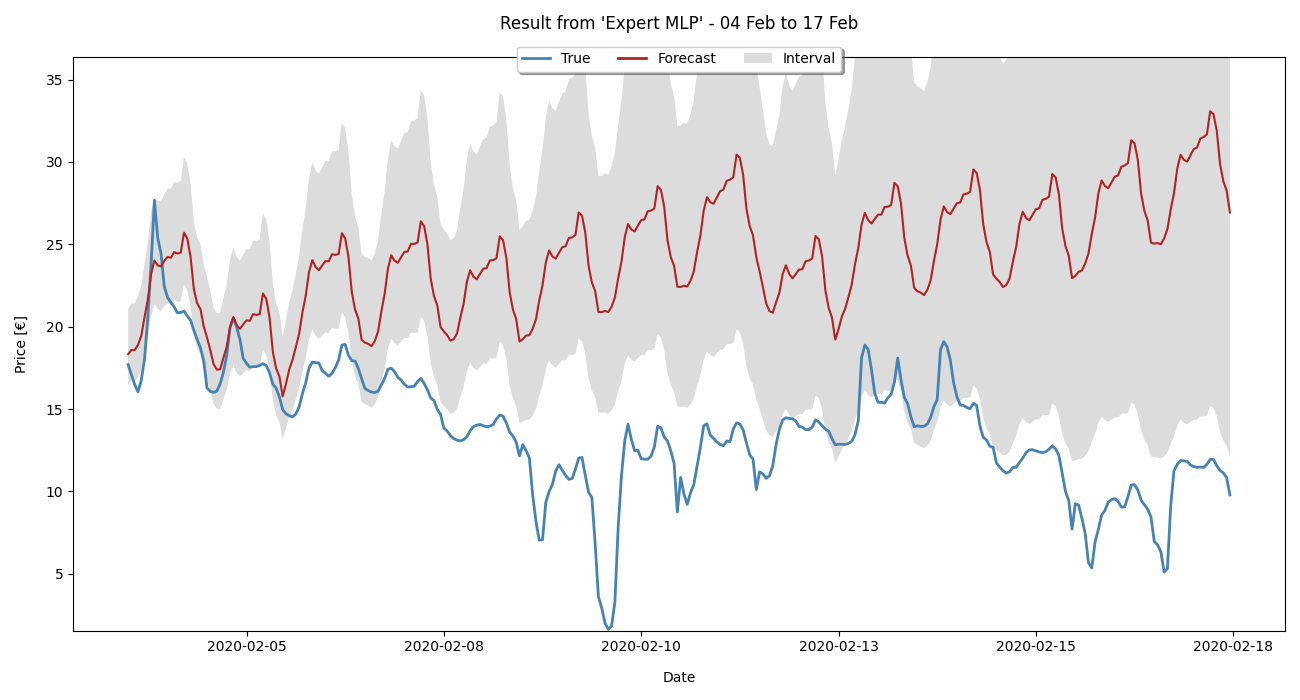 Result from 'Expert MLP' - 04 Feb to 17 Feb
True Forecast Interval
35
30
25
20
15
10
5
Price [€]
2020-02-05 2020-02-08 2020-02-10 2020-02-13 2020-02-15 2020-02-18
Date